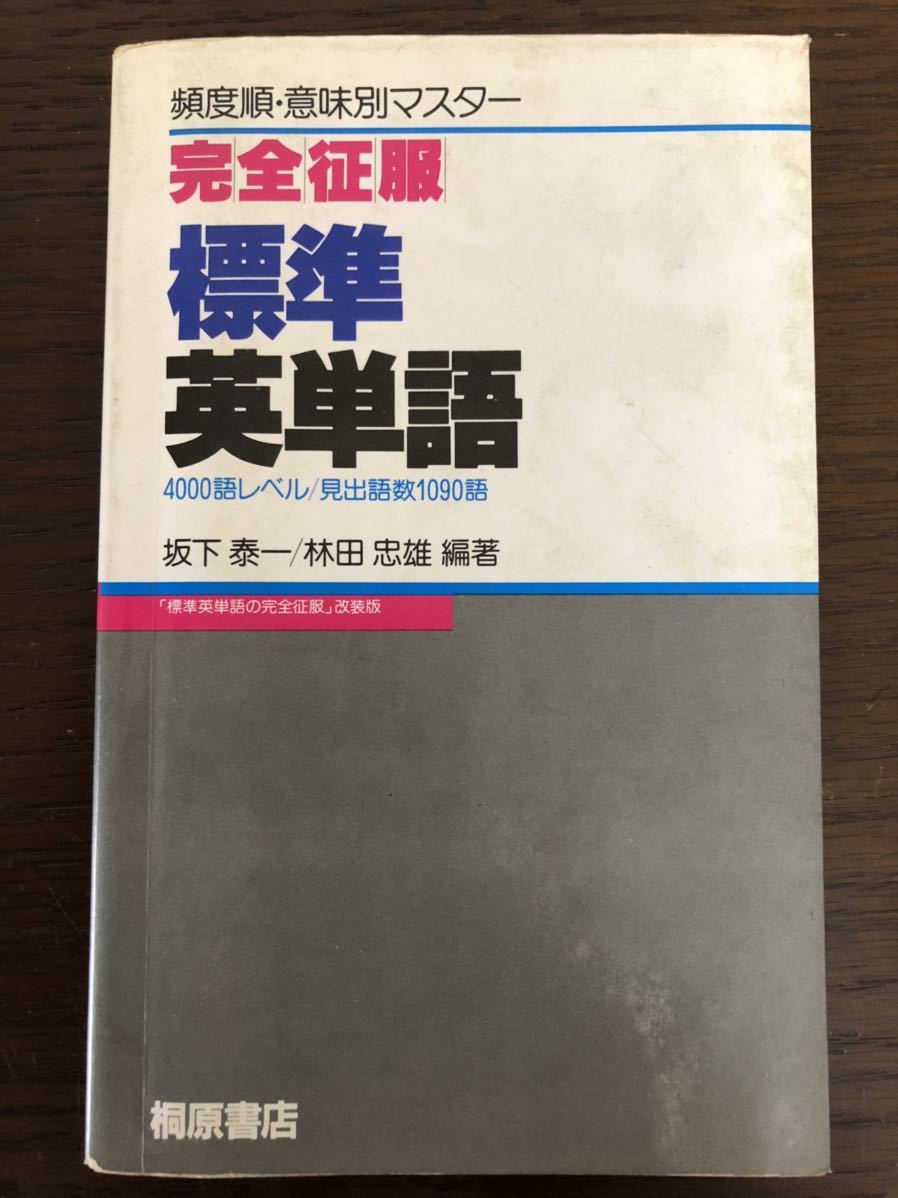 頻度順・意味別マスター
完全征服
標準
英単語
4000語レベル/見出語数1090語
坂下 泰一/林田 忠雄 編著
「標準英単語の完全征服」改装版
桐原書店